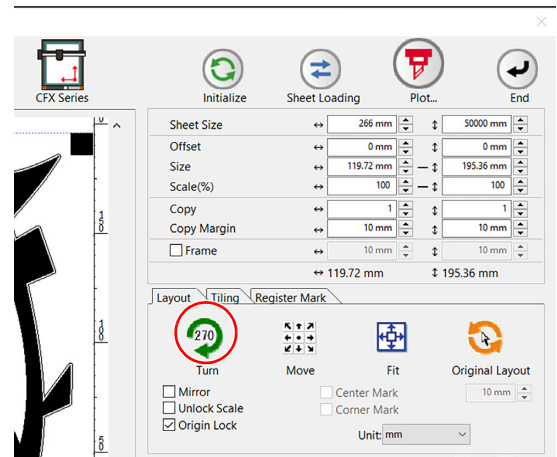 CFX Series
Initialize
Sheet Loading
Plot...
End
Sheet Size 266 mm 50000 mm
Offset 0 mm 0 mm
Size 119.72 mm 195.36 mm
Scale(%) 100 100
Copy 1 1
Copy Margin 10 mm 10 mm
Frame 10 mm 10 mm
119.72 mm 195.36 mm
Layout Tiling Register Mark
270
Turn Move Fit Original Layout
Mirror Center Mark 10 mm
Unlock Scale Corner Mark
Origin Lock
Unit: mm